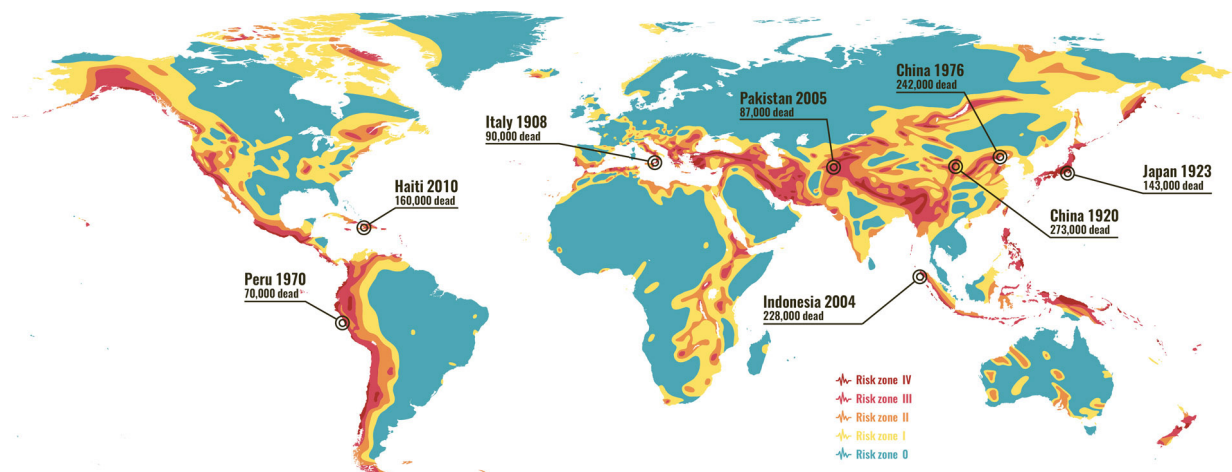 China 1976
242,000 dead
Pakistan 2005
87,000 dead
Italy 1908
90,000 dead
Haiti 2010
160,000 dead
Japan 1923
143,000 dead
China 1920
273,000 dead
Peru 1970
70,000 dead
Indonesia 2004
228,000 dead
Risk zone IV
Risk zone III
Risk zone II
Risk zone I
Risk zone 0